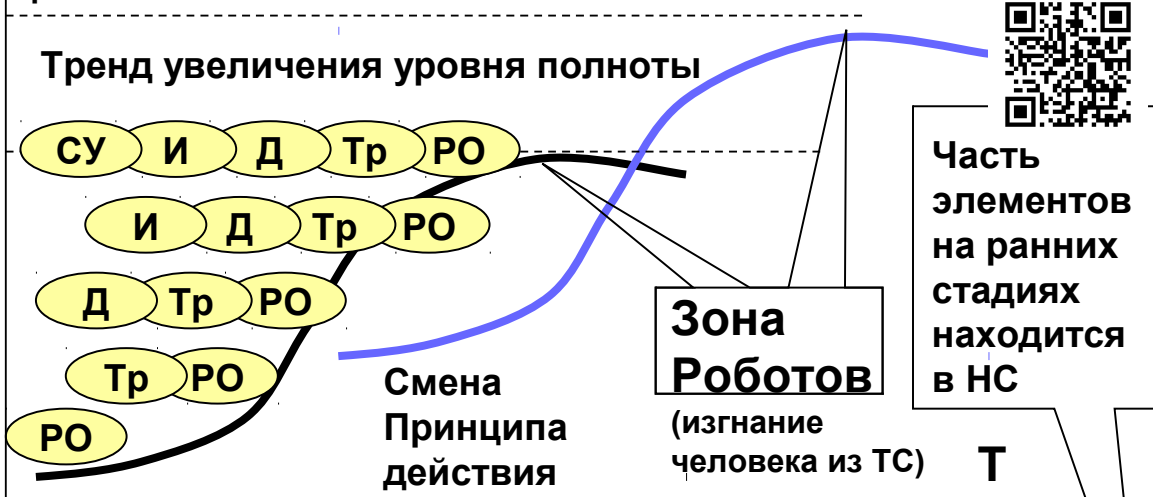 Тренд увеличения уровня полноты
СУ И Д Тр РО
И Д Тр РО
Д Тр РО
Тр РО
РО
Смена
Принципа
действия
Зона
Роботов
(изгнание
человека из ТС)
Часть
элементов
на ранних
стадиях
находится
в НС
Т